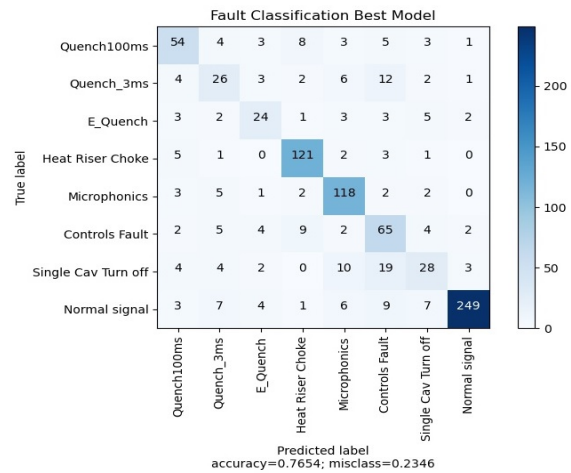 Fault Classification Best Model
True label
Quench100ms 54 4 3 8 3 5 3 1
Quench_3ms 4 26 3 2 6 12 2 1
E_Quench 3 2 24 1 3 3 5 2
Heat Riser Choke 5 1 0 121 2 3 1 0
Microphonics 3 5 1 2 118 2 2 0
Controls Fault 2 5 4 9 2 65 4 2
Single Cav Turn off 4 4 2 0 10 19 28 3
Normal signal 3 7 4 1 6 9 7 249
Quench100ms
Quench_3ms
E_Quench
Heat Riser Choke
Microphonics
Controls Fault
Single Cav Turn off
Normal signal
Predicted label
accuracy=0.7654; misclass=0.2346
200
150
100
50
0